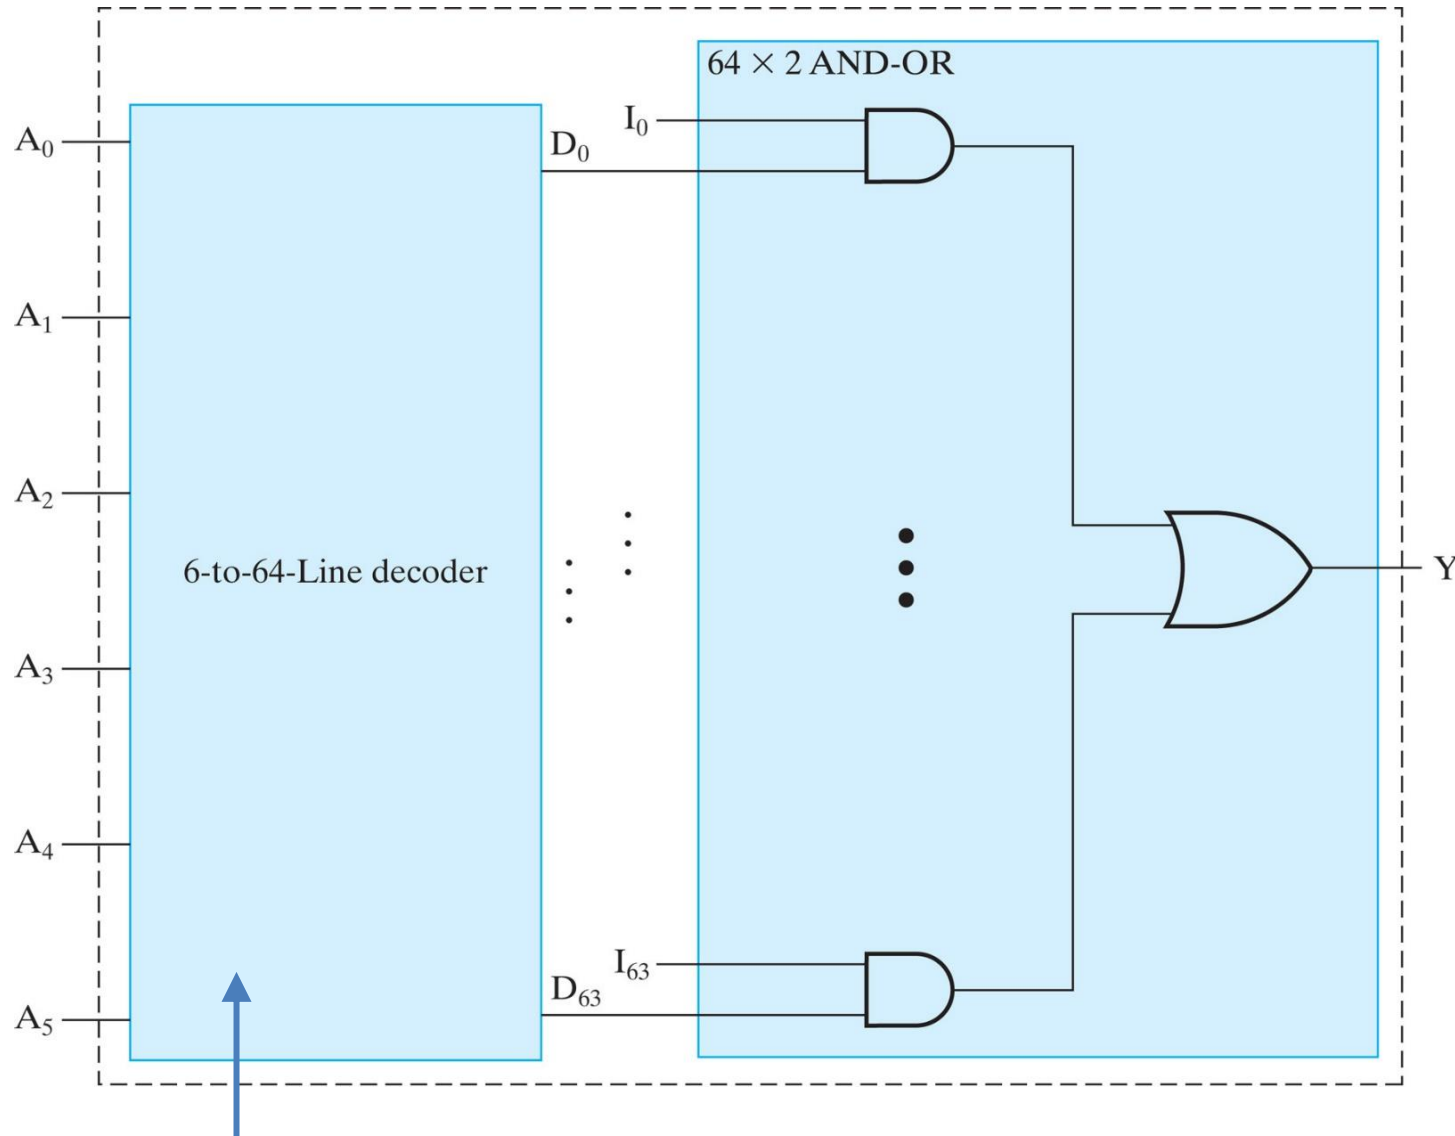 64 × 2 AND-OR
A₀
D₀
I₀
A₁
A₂
6-to-64-Line decoder
Y
A₃
A₄
I₆₃
D₆₃
A₅